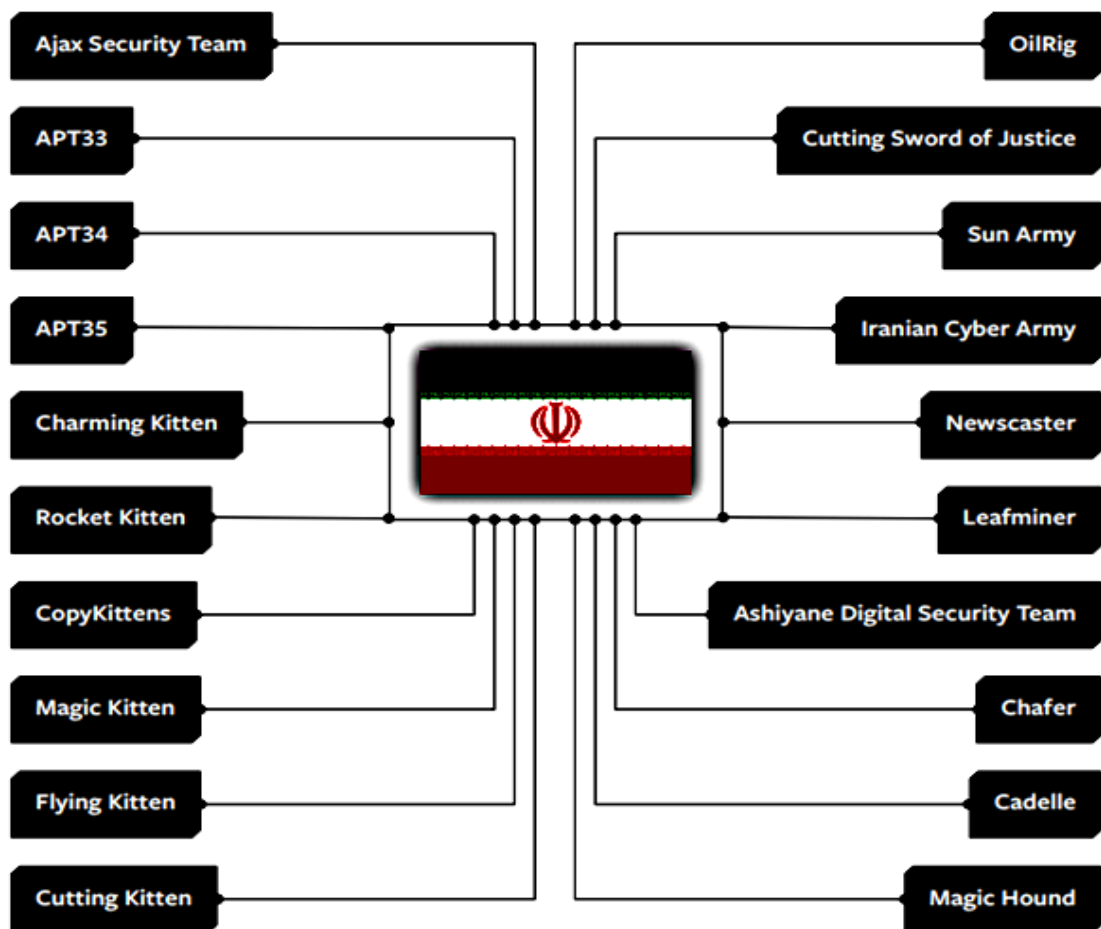 Ajax Security Team
APT33
APT34
APT35
Charming Kitten
Rocket Kitten
CopyKittens
Magic Kitten
Flying Kitten
Cutting Kitten
OilRig
Cutting Sword of Justice
Sun Army
Iranian Cyber Army
Newscaster
Leafminer
Ashiyane Digital Security Team
Chafer
Cadelle
Magic Hound